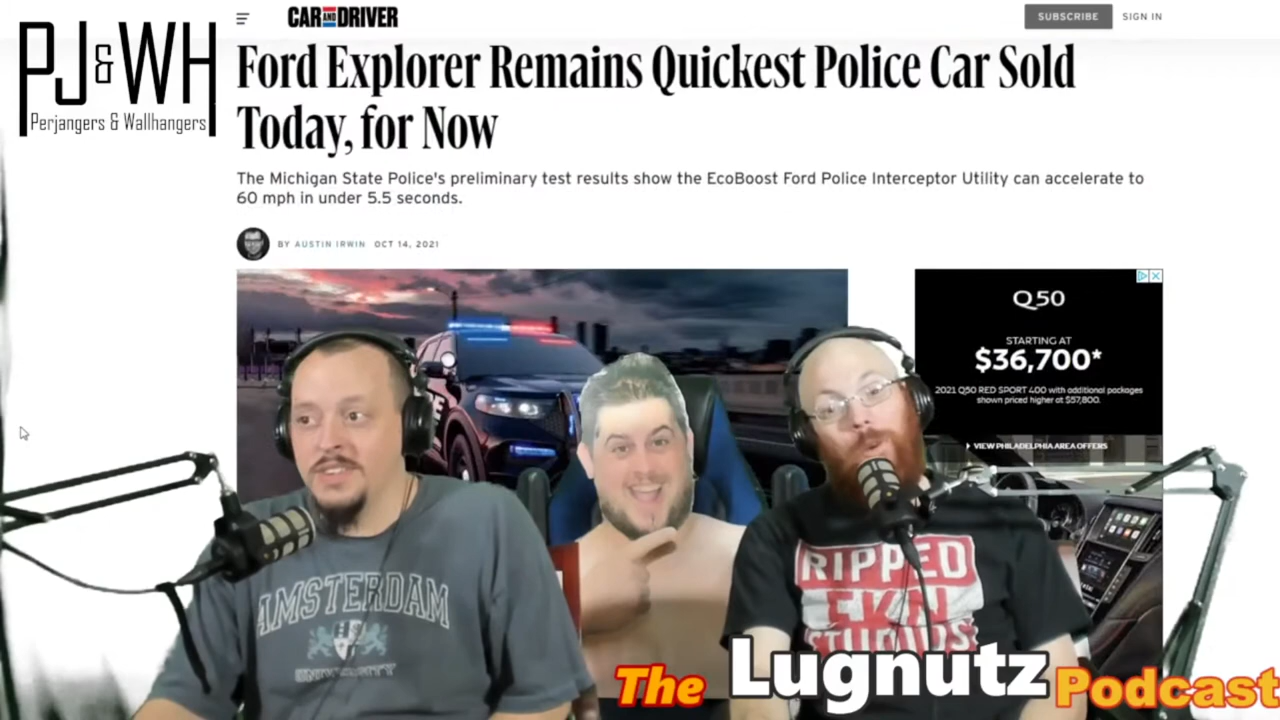 PJ&WH
Perjangers & Wallhangers
CAR AND DRIVER
SUBSCRIBE
SIGN IN
Ford Explorer Remains Quickest Police Car Sold
Today, for Now
The Michigan State Police's preliminary test results show the EcoBoost Ford Police Interceptor Utility can accelerate to
60 mph in under 5.5 seconds.
BY AUSTIN IRWIN OCT 14, 2021
Q50
STARTING AT
$36,700*
2021 Q50 RED SPORT 400 with additional packages
shown priced higher at $57,800.
VIEW PHILADELPHIA AREA OFFERS
AMSTERDAM
UNIVERSITY
RIPPED
FKN
STUDIOS
The Lugnutz Podcast